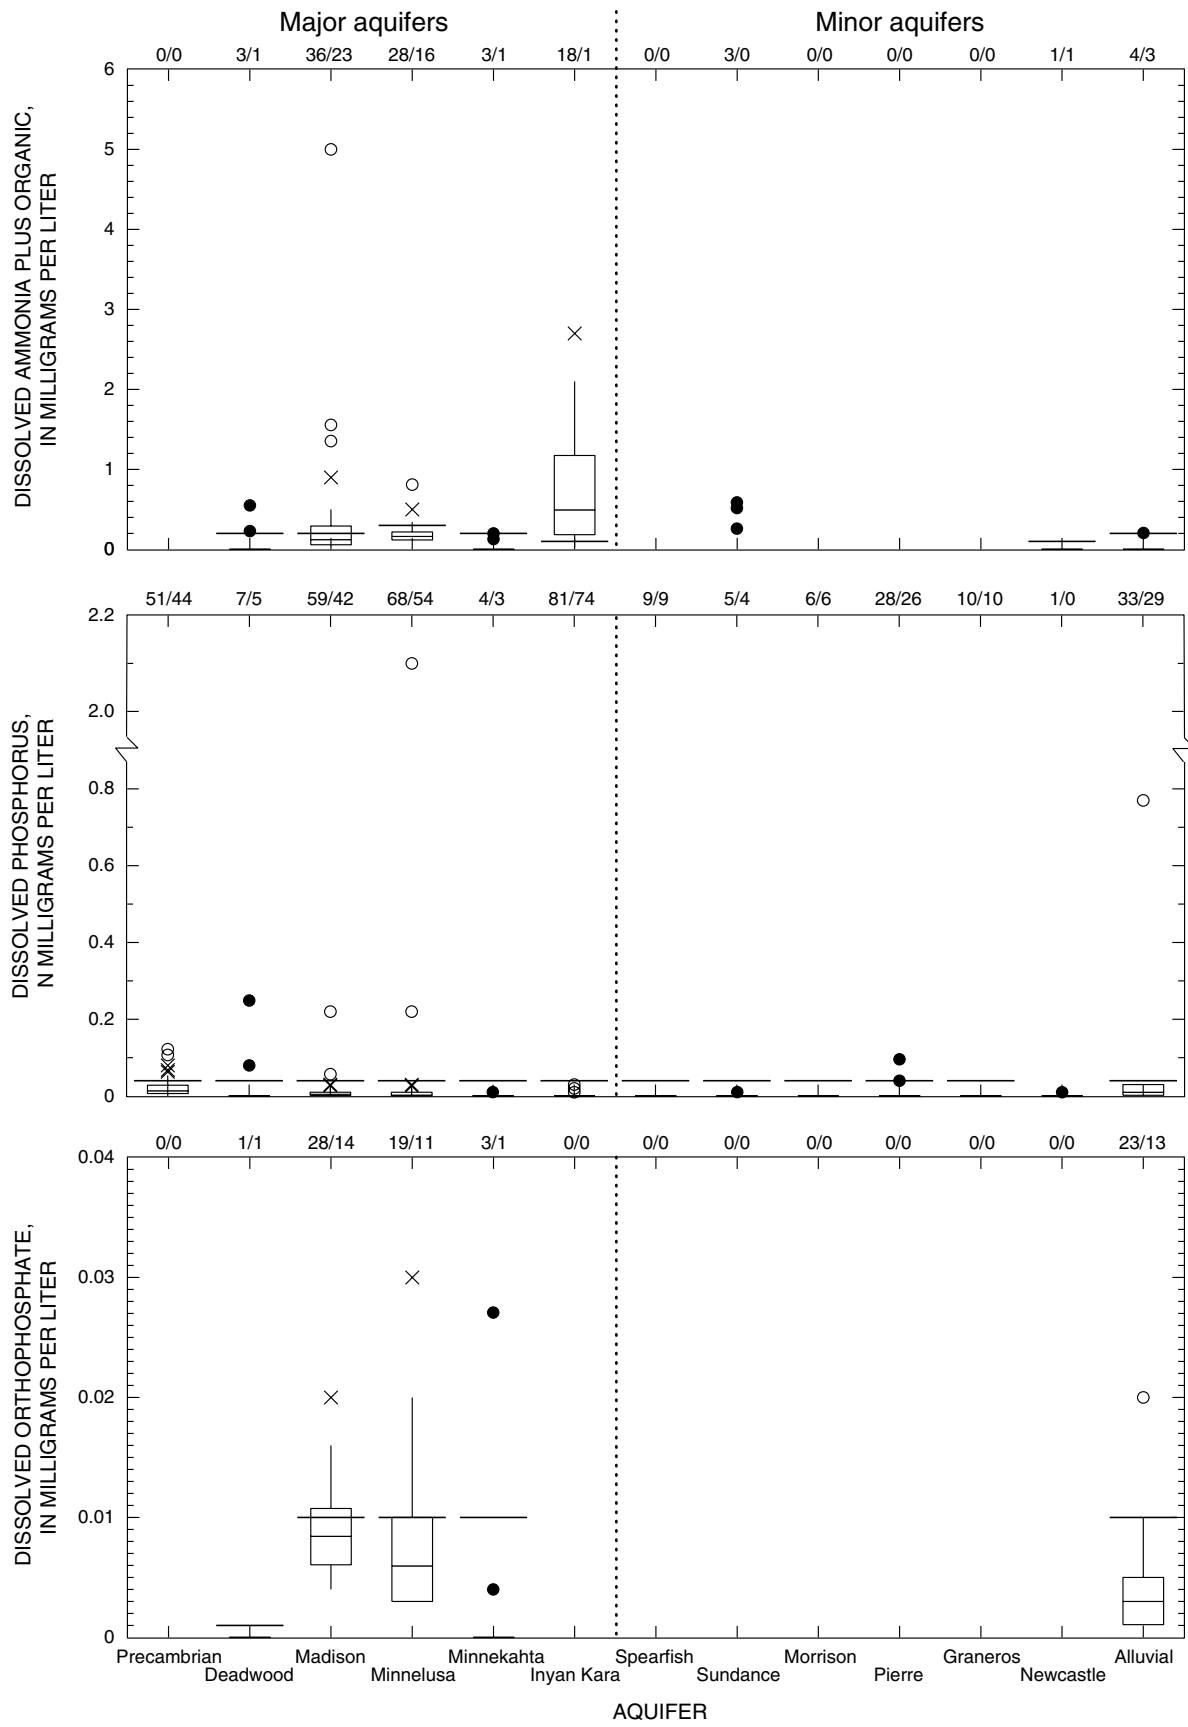 Major aquifers Minor aquifers
0/0 3/1 36/23 28/16 3/1 18/1 0/0 3/0 0/0 0/0 0/0 1/1 4/3
DISSOLVED AMMONIA PLUS ORGANIC,
IN MILLIGRAMS PER LITER
6
5
4
3
2
1
0
51/44 7/5 59/42 68/54 4/3 81/74 9/9 5/4 6/6 28/26 10/10 1/0 33/29
DISSOLVED PHOSPHORUS,
N MILLIGRAMS PER LITER
2.2
2.0
0.8
0.6
0.4
0.2
0
0/0 1/1 28/14 19/11 3/1 0/0 0/0 0/0 0/0 0/0 0/0 0/0 23/13
DISSOLVED ORTHOPHOSPHATE,
IN MILLIGRAMS PER LITER
0.04
0.03
0.02
0.01
0
Precambrian Madison Minnekahta Spearfish Morrison Graneros Alluvial
Deadwood Minnelusa Inyan Kara Sundance Pierre Newcastle
AQUIFER